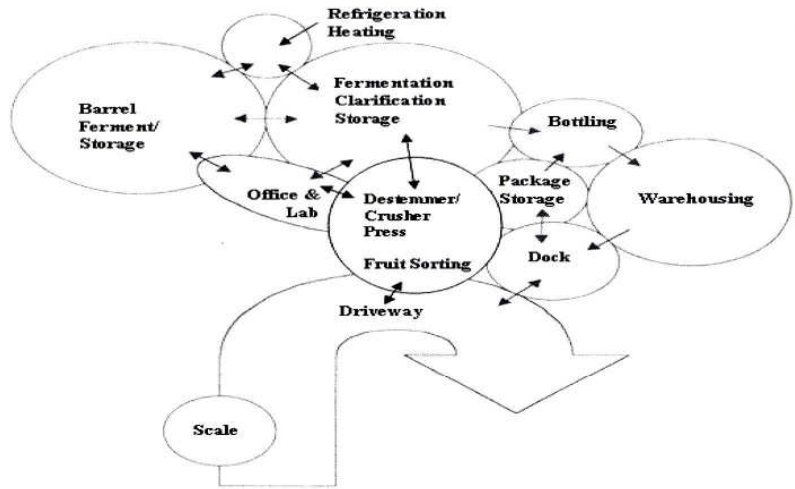 Refrigeration
Heating
Fermentation
Clarification
Storage
Barrel
Ferment/
Storage
Bottling
Office &
Lab
Destemmer/
Crusher
Press
Fruit Sorting
Package
Storage
Warehousing
Dock
Driveway
Scale